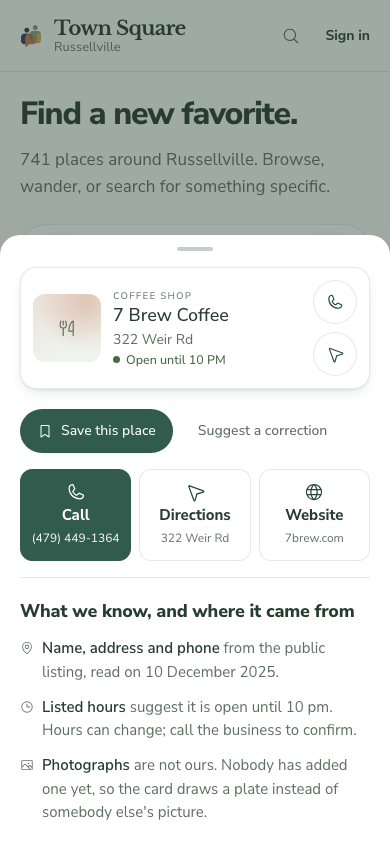 Town Square
Russellville
Sign in
Find a new favorite.
741 places around Russellville. Browse,
wander, or search for something specific.
COFFEE SHOP
7 Brew Coffee
322 Weir Rd
Open until 10 PM
Save this place
Suggest a correction
Call
(479) 449-1364
Directions
322 Weir Rd
Website
7brew.com
What we know, and where it came from
Name, address and phone from the public
listing, read on 10 December 2025.
Listed hours suggest it is open until 10 pm.
Hours can change; call the business to confirm.
Photographs are not ours. Nobody has added
one yet, so the card draws a plate instead of
somebody else's picture.